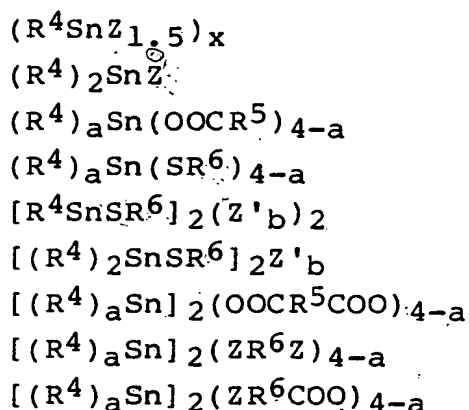 (R⁴SnZ₁.₅)ₓ
(R⁴)₂SnZ
(R⁴)ₐSn(OOCR⁵)₄₋ₐ
(R⁴)ₐSn(SR⁶)₄₋ₐ
[R⁴SnSR⁶]₂(Z'b)₂
[(R⁴)₂SnSR⁶]₂Z'b
[(R⁴)ₐSn]₂(OOCR⁵COO)₄₋ₐ
[(R⁴)ₐSn]₂(ZR⁶Z)₄₋ₐ
[(R⁴)ₐSn]₂(ZR⁶COO)₄₋ₐ